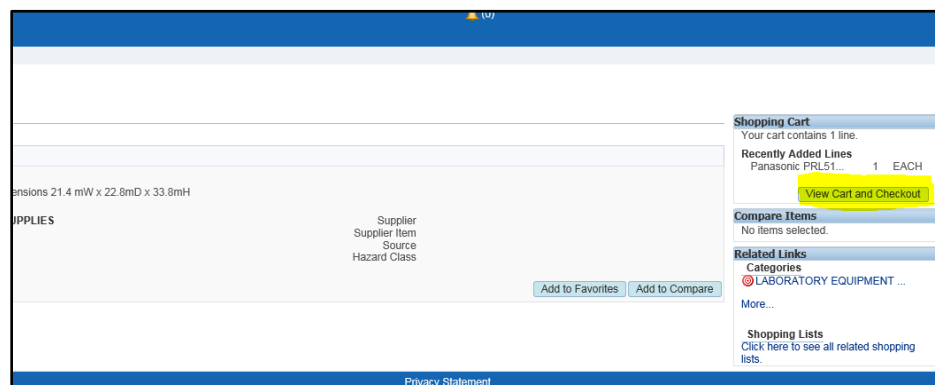 (0)
Shopping Cart
Your cart contains 1 line.
Recently Added Lines
Panasonic PRL51... 1 EACH
View Cart and Checkout
ensions 21.4 mW x 22.8mD x 33.8mH
UPPLIES
Supplier
Supplier Item
Source
Hazard Class
Add to Favorites Add to Compare
Compare Items
No items selected.
Related Links
Categories
LABORATORY EQUIPMENT ...
More...
Shopping Lists
Click here to see all related shopping
lists.
Privacy Statement